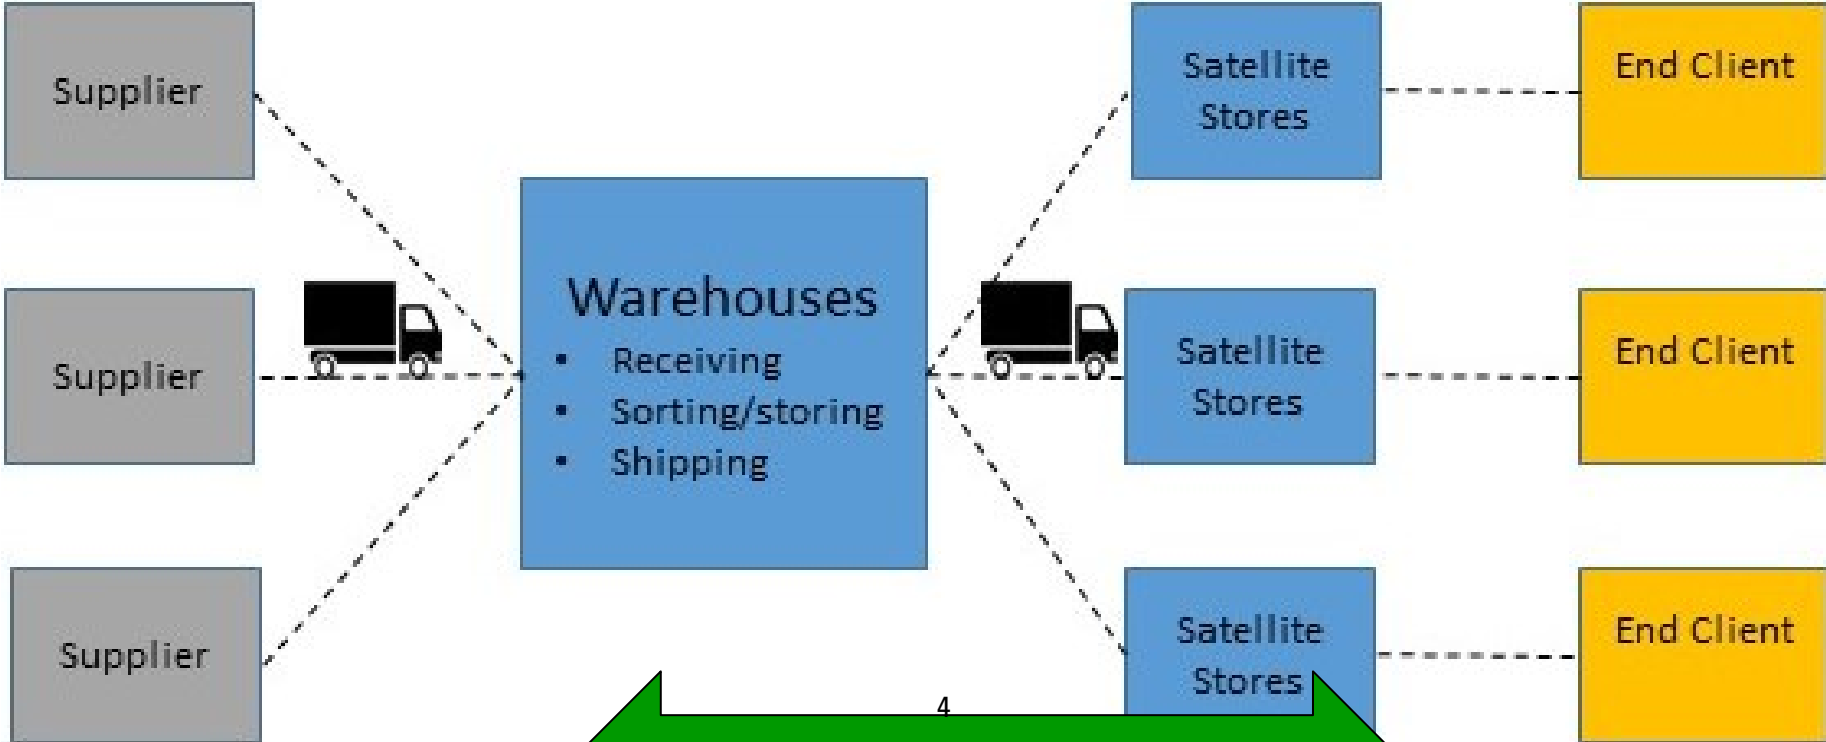 Supplier
Supplier
Supplier
Warehouses
• Receiving
• Sorting/storing
• Shipping
Satellite
Stores
Satellite
Stores
Satellite
Stores
End Client
End Client
End Client
4